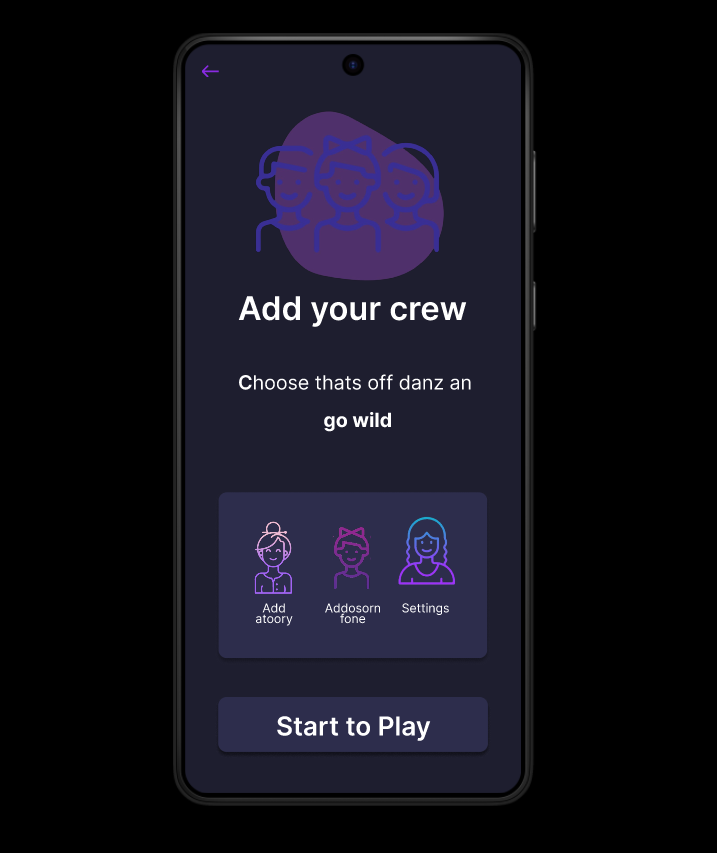 Add your crew
Choose thats off danz an
go wild
Add
atoory
Addosorn
fone
Settings
Start to Play